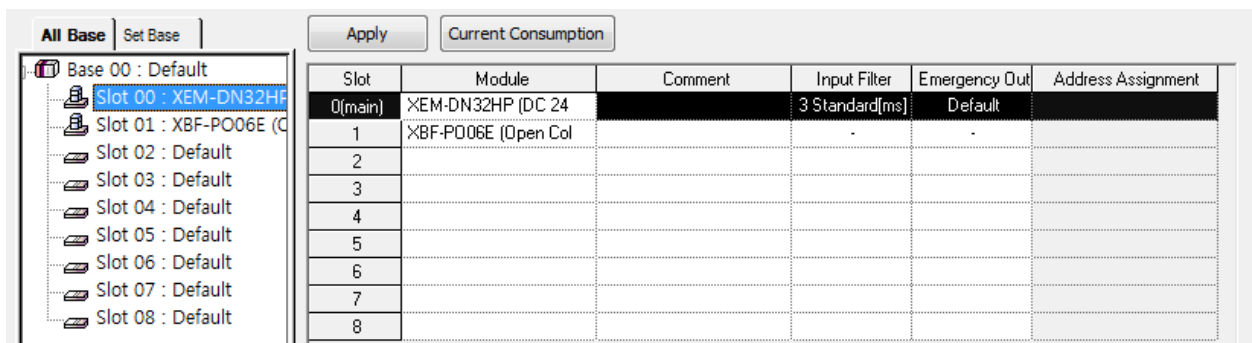 All Base Set Base Apply Current Consumption
Base 00 : Default
Slot 00 : XEM-DN32HP
Slot 01 : XBF-PO06E (C
Slot 02 : Default
Slot 03 : Default
Slot 04 : Default
Slot 05 : Default
Slot 06 : Default
Slot 07 : Default
Slot 08 : Default
Slot Module Comment Input Filter Emergency Out Address Assignment
0(main) XEM-DN32HP (DC 24 3 Standard[ms] Default
1 XBF-PO06E (Open Col - -
2
3
4
5
6
7
8